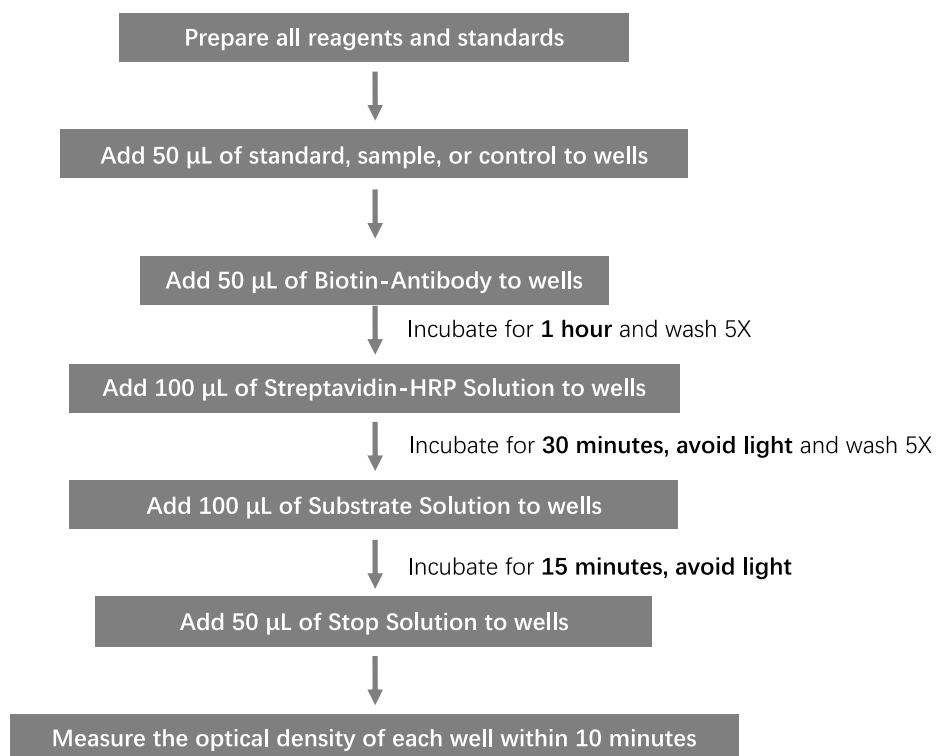 Prepare all reagents and standards
Add 50 µL of standard, sample, or control to wells
Add 50 µL of Biotin-Antibody to wells
Incubate for 1 hour and wash 5X
Add 100 µL of Streptavidin-HRP Solution to wells
Incubate for 30 minutes, avoid light and wash 5X
Add 100 µL of Substrate Solution to wells
Incubate for 15 minutes, avoid light
Add 50 µL of Stop Solution to wells
Measure the optical density of each well within 10 minutes